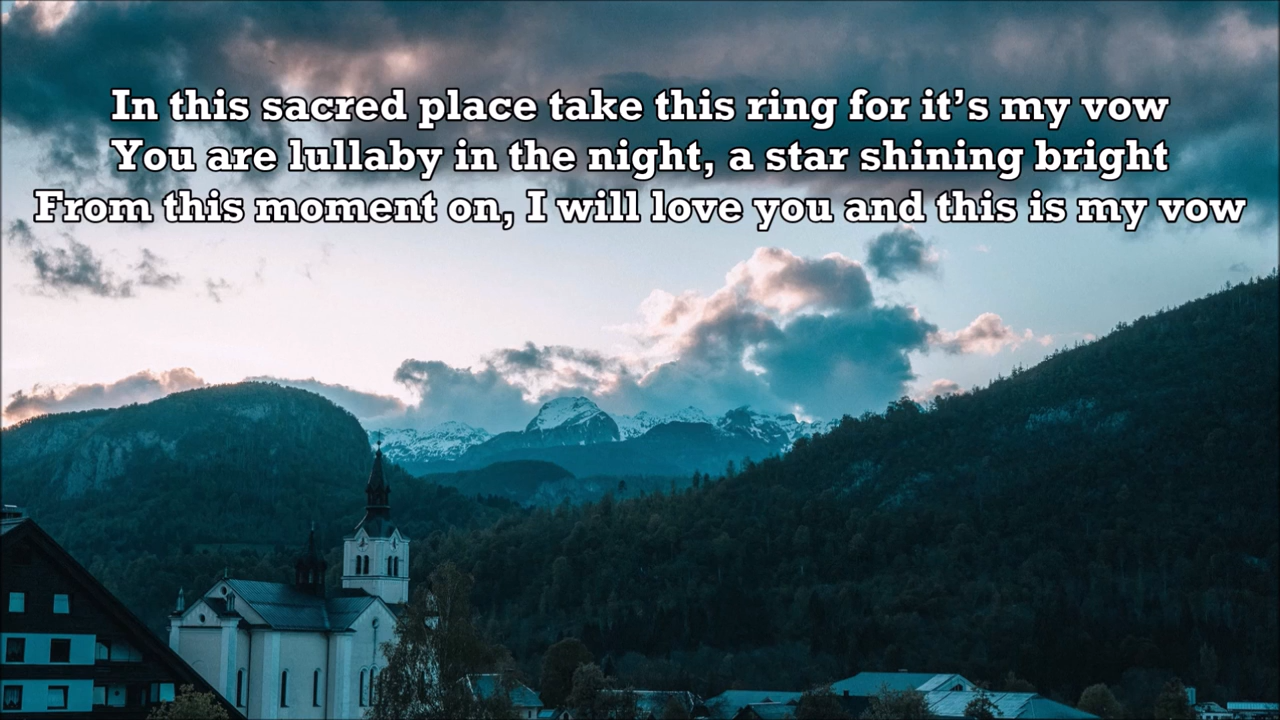 In this sacred place take this ring for it’s my vow
You are lullaby in the night, a star shining bright
From this moment on, I will love you and this is my vow